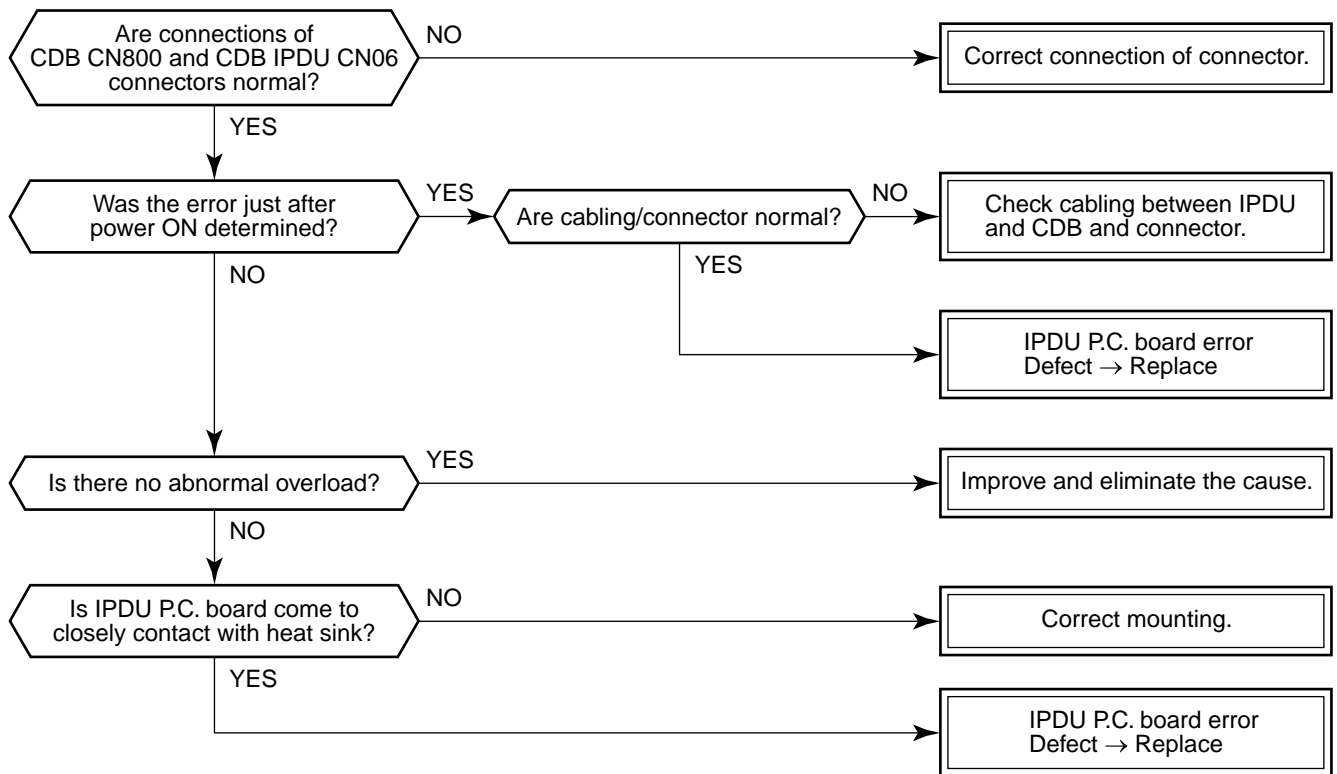 Are connections of
CDB CN800 and CDB IPDU CN06
connectors normal?
NO
Correct connection of connector.
YES
Was the error just after
power ON determined?
YES
Are cabling/connector normal?
NO
Check cabling between IPDU
and CDB and connector.
NO
YES
IPDU P.C. board error
Defect → Replace
Is there no abnormal overload?
YES
Improve and eliminate the cause.
NO
Is IPDU P.C. board come to
closely contact with heat sink?
NO
Correct mounting.
YES
IPDU P.C. board error
Defect → Replace